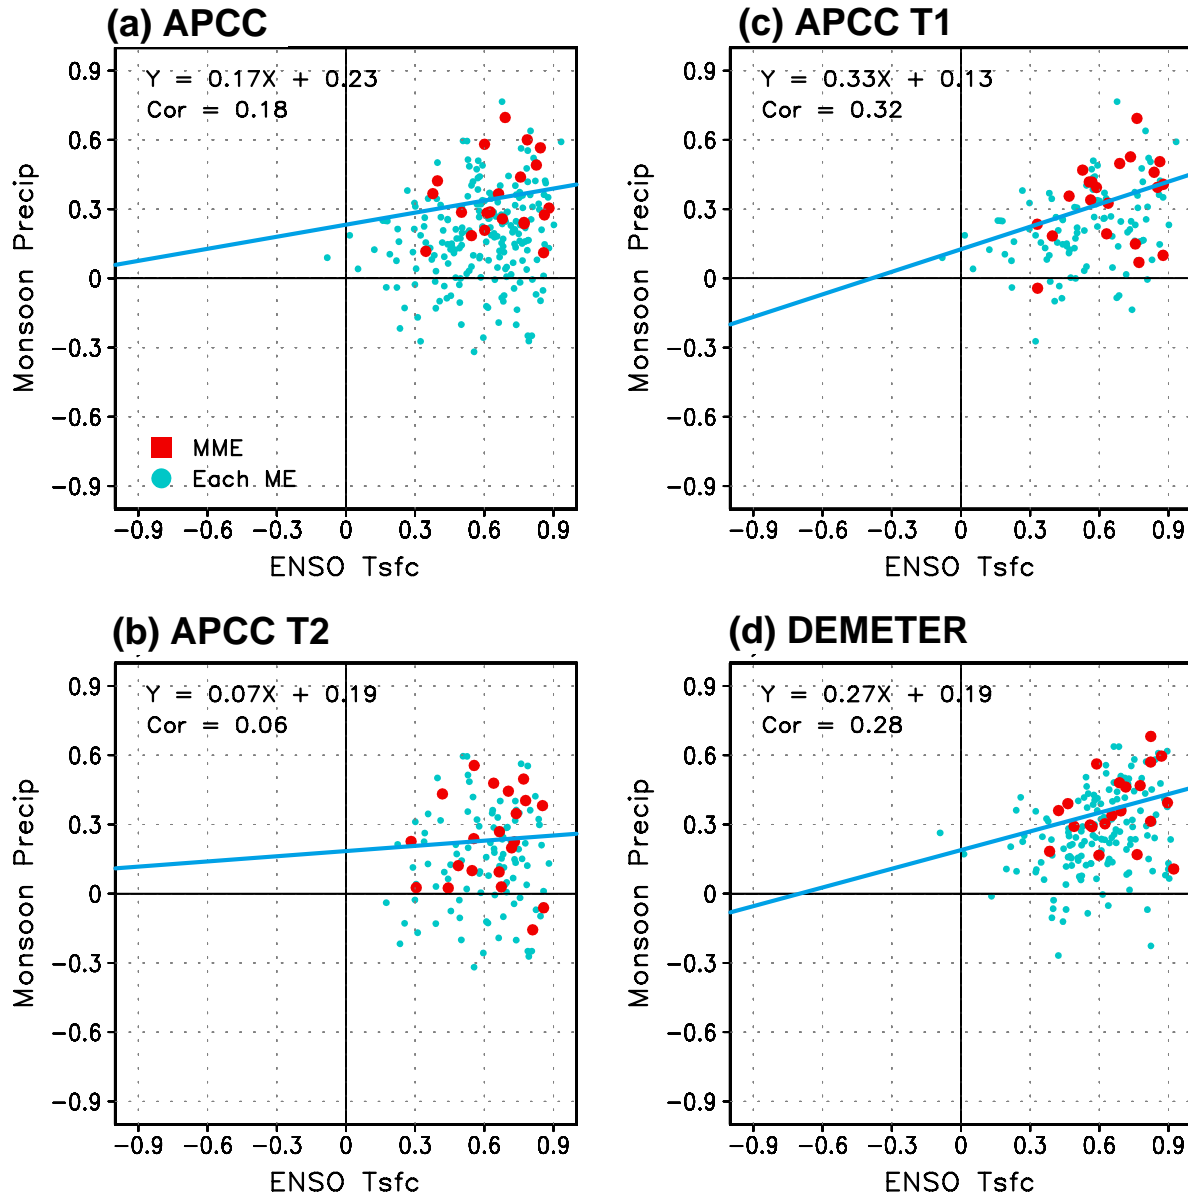 (a) APCC
Y = 0.17X + 0.23
Cor = 0.18
0.9
0.6
0.3
0
−0.3
−0.6
−0.9
Monsoon Precip
MME
Each ME
−0.9 −0.6 −0.3 0 0.3 0.6 0.9
ENSO Tsfc
(c) APCC T1
Y = 0.33X + 0.13
Cor = 0.32
0.9
0.6
0.3
0
−0.3
−0.6
−0.9
Monsoon Precip
−0.9 −0.6 −0.3 0 0.3 0.6 0.9
ENSO Tsfc
(b) APCC T2
Y = 0.07X + 0.19
Cor = 0.06
0.9
0.6
0.3
0
−0.3
−0.6
−0.9
Monsoon Precip
−0.9 −0.6 −0.3 0 0.3 0.6 0.9
ENSO Tsfc
(d) DEMETER
Y = 0.27X + 0.19
Cor = 0.28
0.9
0.6
0.3
0
−0.3
−0.6
−0.9
Monsoon Precip
−0.9 −0.6 −0.3 0 0.3 0.6 0.9
ENSO Tsfc